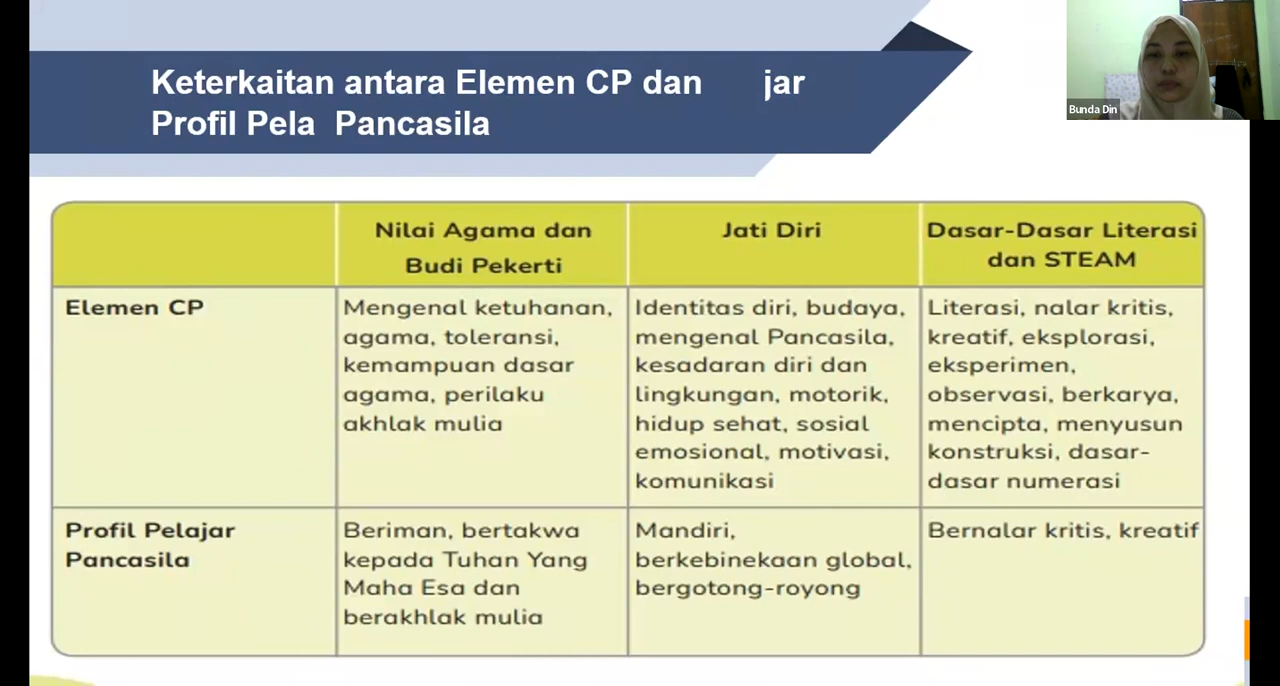 Keterkaitan antara Elemen CP dan jar
Profil Pela Pancasila
Bunda Din
Nilai Agama dan
Budi Pekerti
Jati Diri
Dasar-Dasar Literasi
dan STEAM
Elemen CP
Mengenal ketuhanan,
agama, toleransi,
kemampuan dasar
agama, perilaku
akhlak mulia
Identitas diri, budaya,
mengenal Pancasila,
kesadaran diri dan
lingkungan, motorik,
hidup sehat, sosial
emosional, motivasi,
komunikasi
Literasi, nalar kritis,
kreatif, eksplorasi,
eksperimen,
observasi, berkarya,
mencipta, menyusun
konstruksi, dasar-
dasar numerasi
Profil Pelajar
Pancasila
Beriman, bertakwa
kepada Tuhan Yang
Maha Esa dan
berakhlak mulia
Mandiri,
berkebinekaan global,
bergotong-royong
Bernalar kritis, kreatif